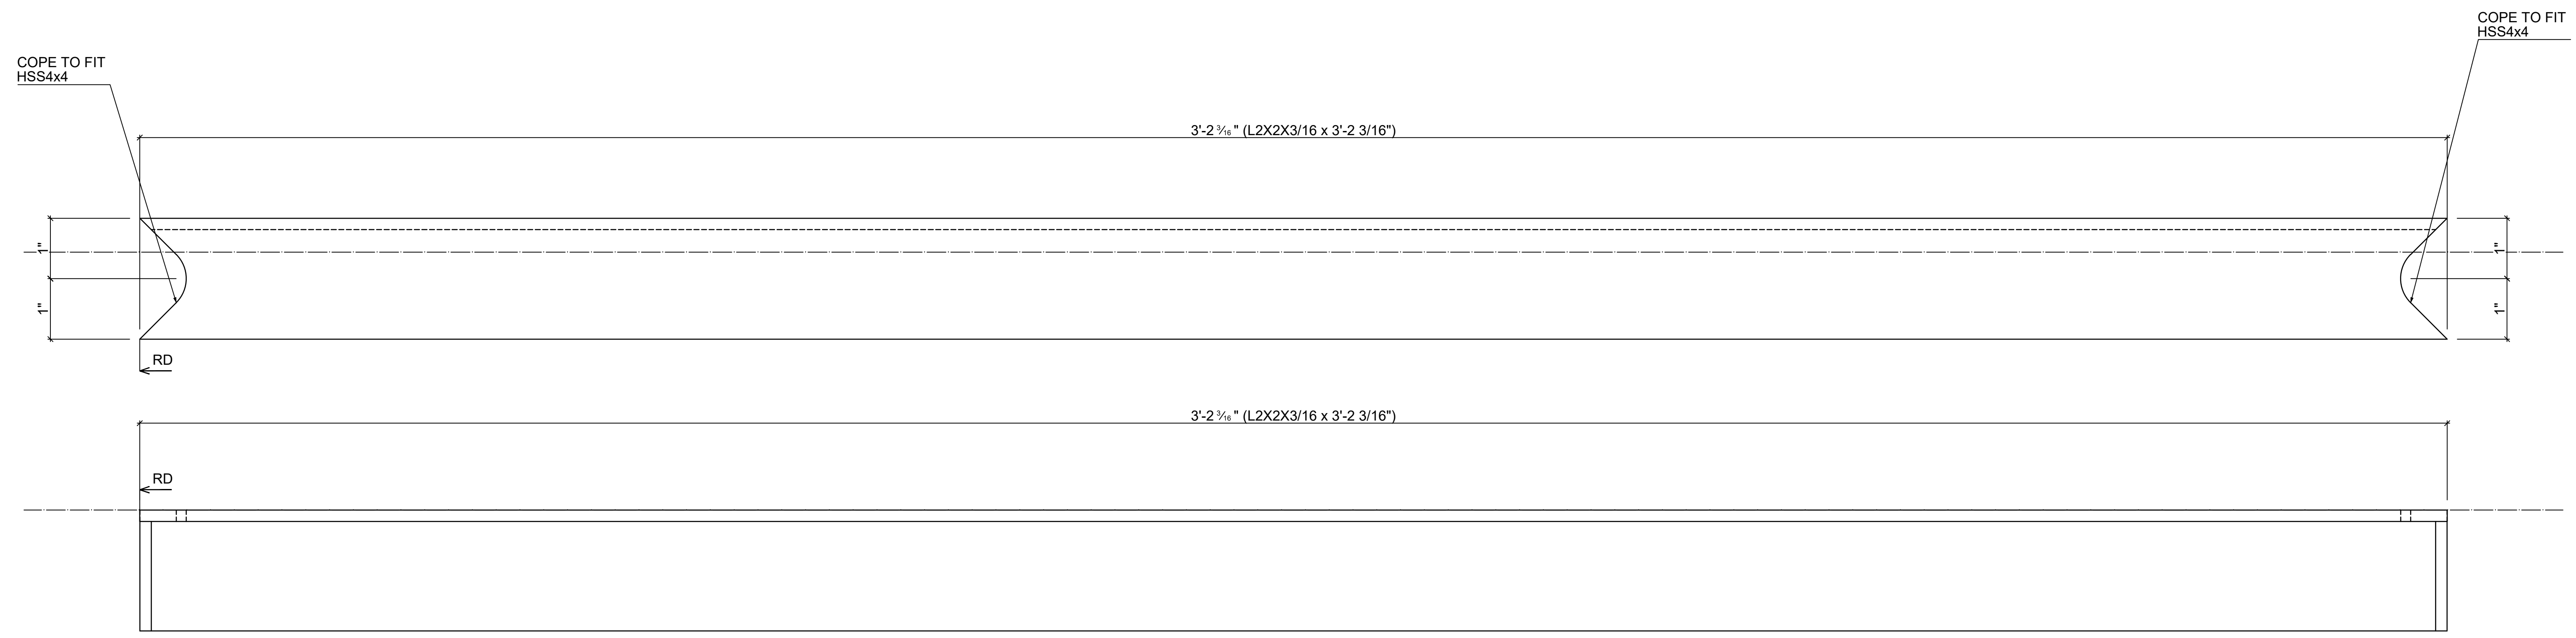 COPE TO FIT
HSS4x4
COPE TO FIT
HSS4x4
3'-2 3⁄16" (L2X2X3/16 x 3'-2 3/16")
1"
1"
1"
1"
RD
3'-2 3⁄16" (L2X2X3/16 x 3'-2 3/16")
RD